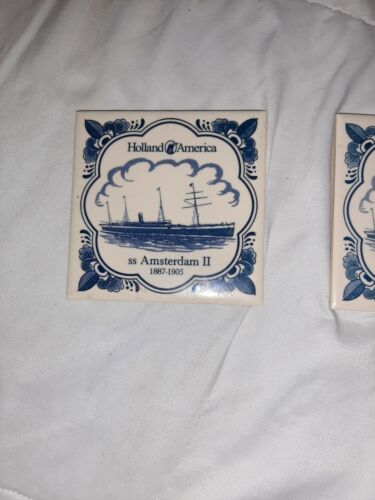 Holland America
ss Amsterdam II
1887-1905